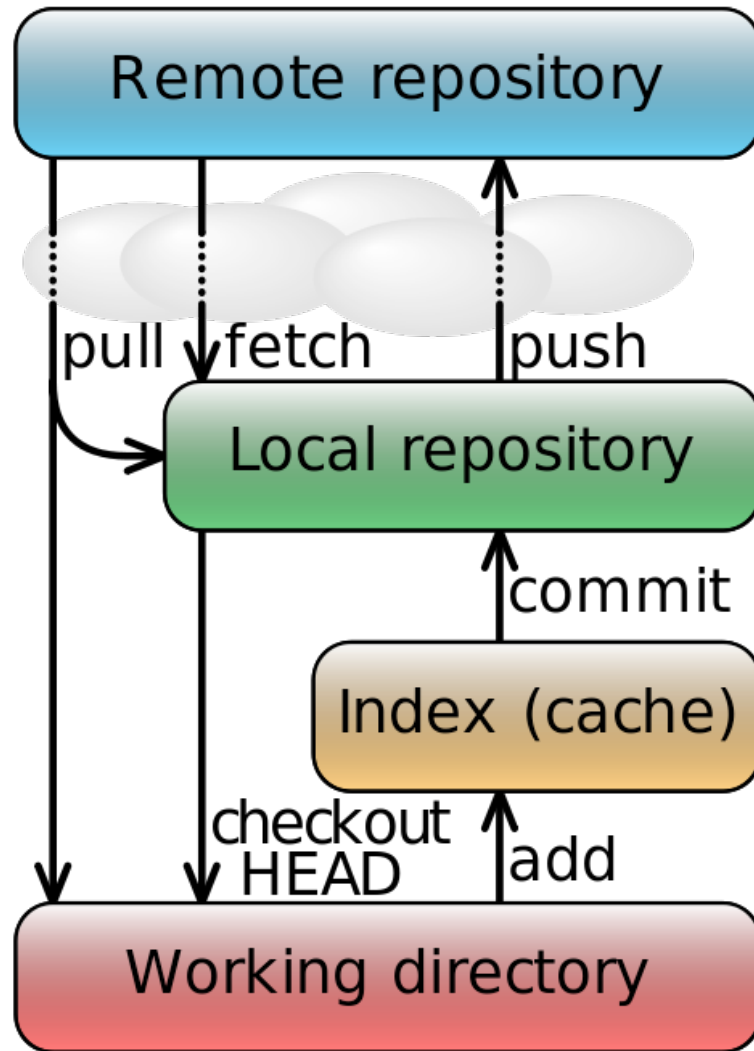 Remote repository
pull
fetch
push
Local repository
commit
Index (cache)
checkout
HEAD
add
Working directory